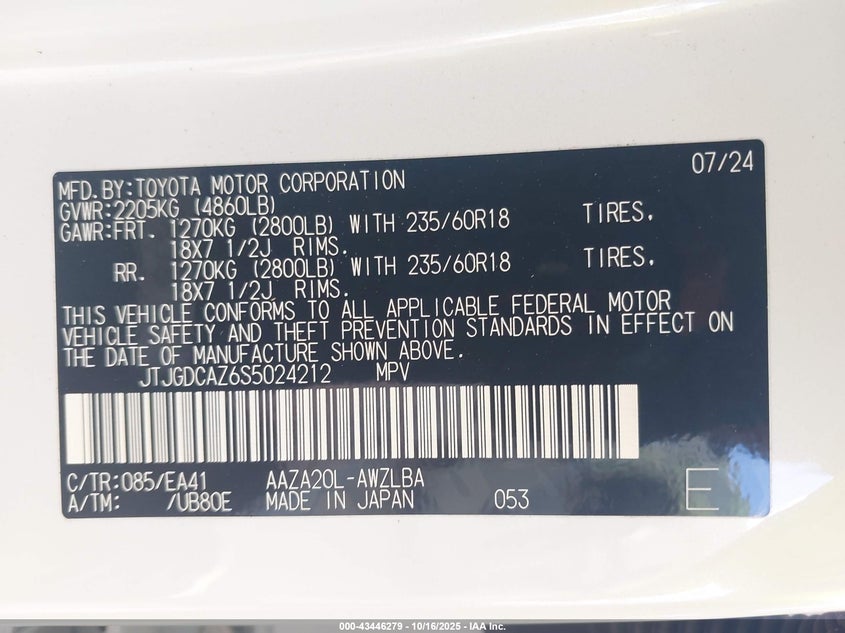 07/24
MFD. BY: TOYOTA MOTOR CORPORATION
GVWR: 2205KG (4860LB)
GAWR: FRT. 1270KG (2800LB) WITH 235/60R18 TIRES.
18X7 1/2J RIMS.
RR. 1270KG (2800LB) WITH 235/60R18 TIRES.
18X7 1/2J RIMS.
THIS VEHICLE CONFORMS TO ALL APPLICABLE FEDERAL MOTOR
VEHICLE SAFETY AND THEFT PREVENTION STANDARDS IN EFFECT ON
THE DATE OF MANUFACTURE SHOWN ABOVE.
JTJGDCAZ6S5024212 MPV
C/TR: 085/EA41 AAZA20L-AWZLBA
A/TM: /UB80E MADE IN JAPAN 053 E
000-43446279 - 10/16/2025 - IAA Inc.